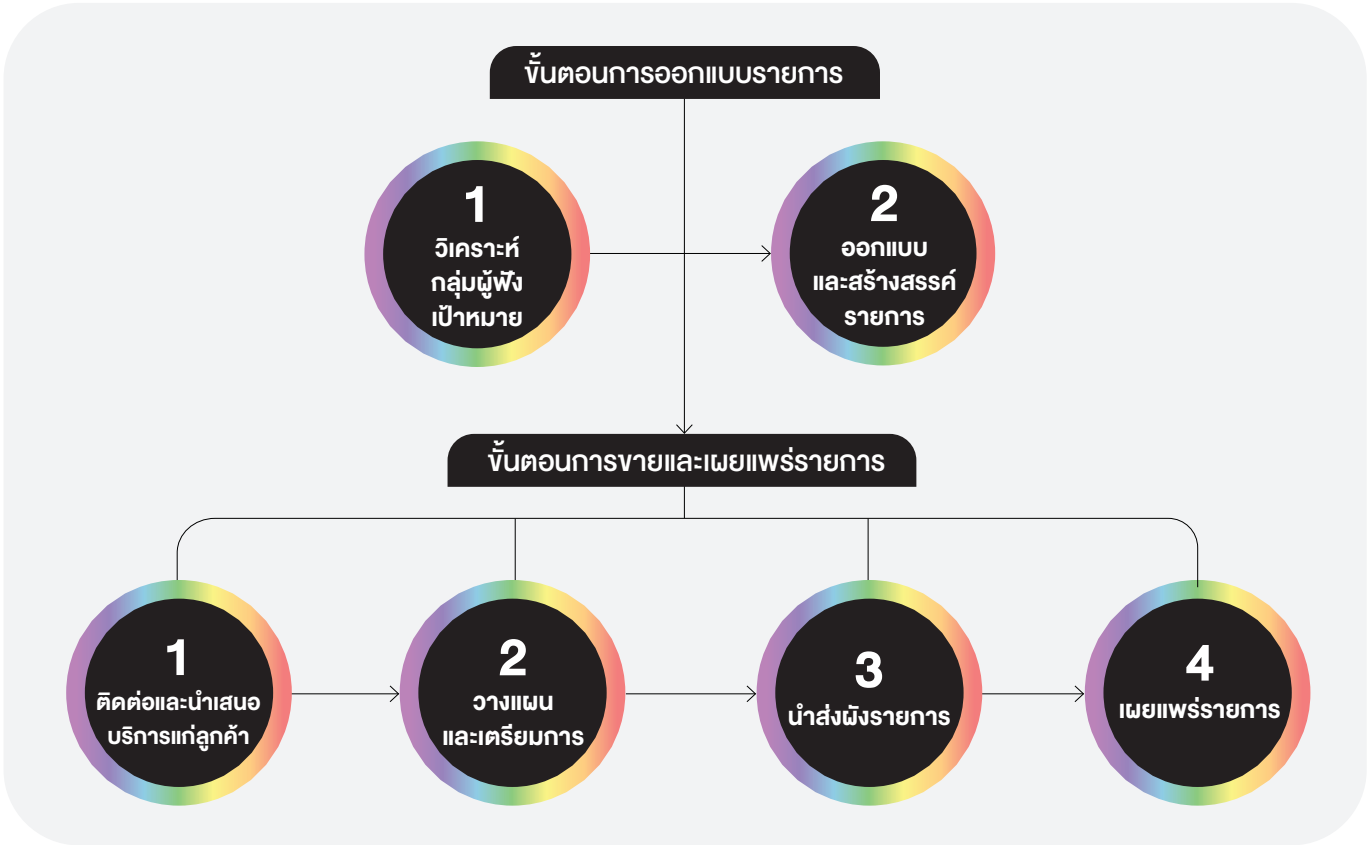 ขั้นตอนการออกแบบรายการ
1
วิเคราะห์
กลุ่มผู้ฟัง
เป้าหมาย
2
ออกแบบ
และสร้างสรรค์
รายการ
ขั้นตอนการขายและเผยแพร่รายการ
1
ติดต่อและนำเสนอ
บริการแก่ลูกค้า
2
วางแผน
และเตรียมการ
3
นำส่งผังรายการ
4
เผยแพร่รายการ